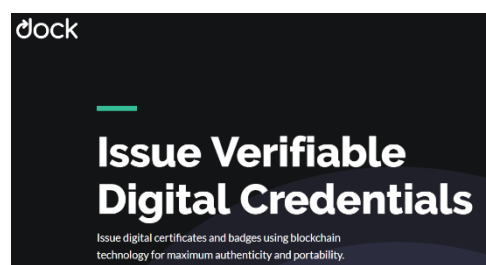 dock
Issue Verifiable
Digital Credentials
Issue digital certificates and badges using blockchain
technology for maximum authenticity and portability.